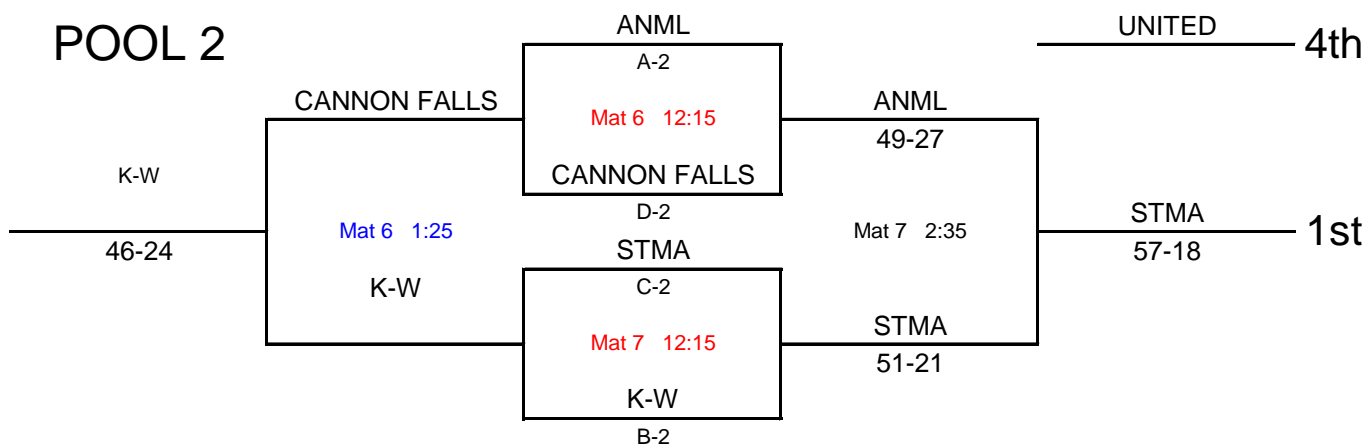 POOL 2
ANML
UNITED
4th
A-2
CANNON FALLS
Mat 6 12:15
ANML
49-27
K-W
CANNON FALLS
D-2
Mat 6 1:25
46-24
Mat 7 2:35
STMA
1st
57-18
STMA
C-2
K-W
Mat 7 12:15
STMA
51-21
K-W
B-2